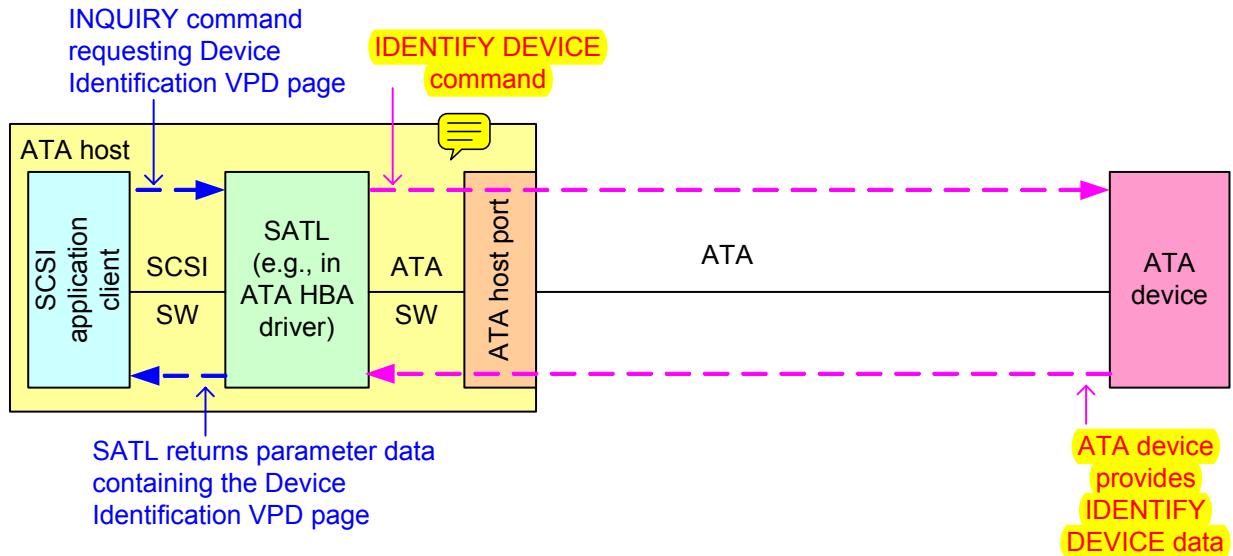 INQUIRY command
requesting Device
Identification VPD page
IDENTIFY DEVICE
command
ATA host
SCSI
application
client
SCSI
SW
SATL
(e.g., in
ATA HBA
driver)
ATA
SW
ATA host port
ATA
ATA
device
SATL returns parameter data
containing the Device
Identification VPD page
ATA device
provides
IDENTIFY
DEVICE data